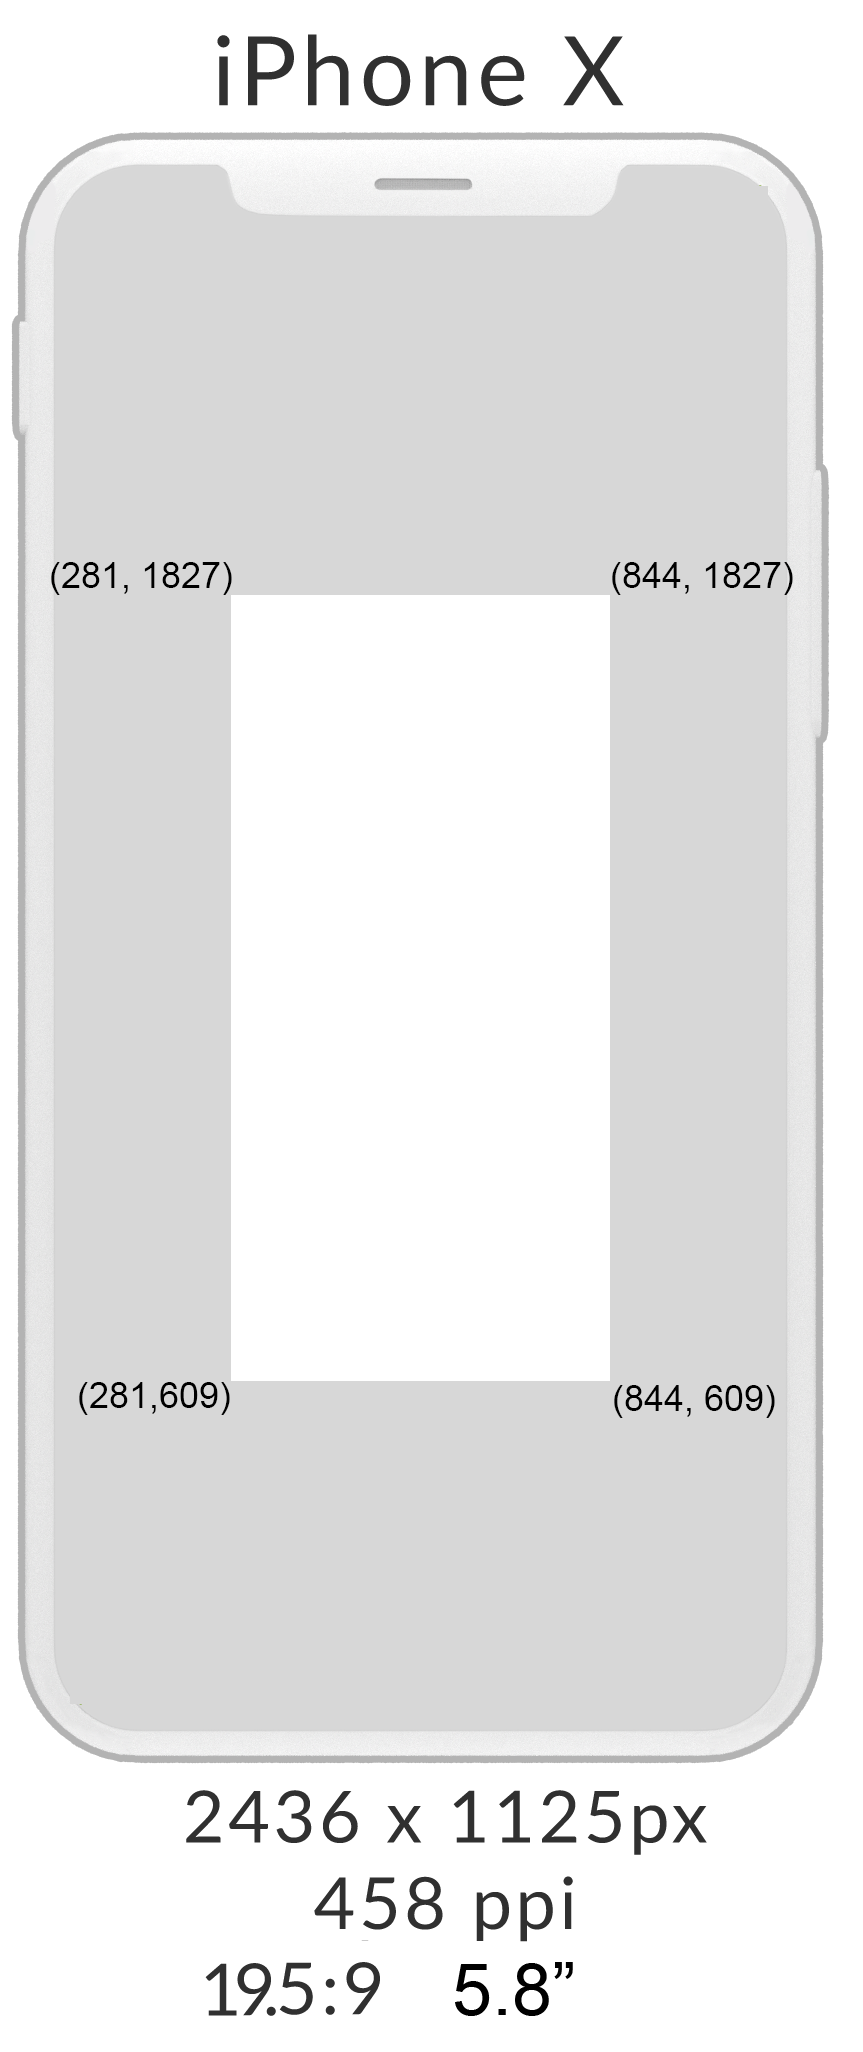 iPhone X
(281, 1827) (844, 1827)
(281,609) (844, 609)
2436 x 1125px
458 ppi
19.5:9 5.8”